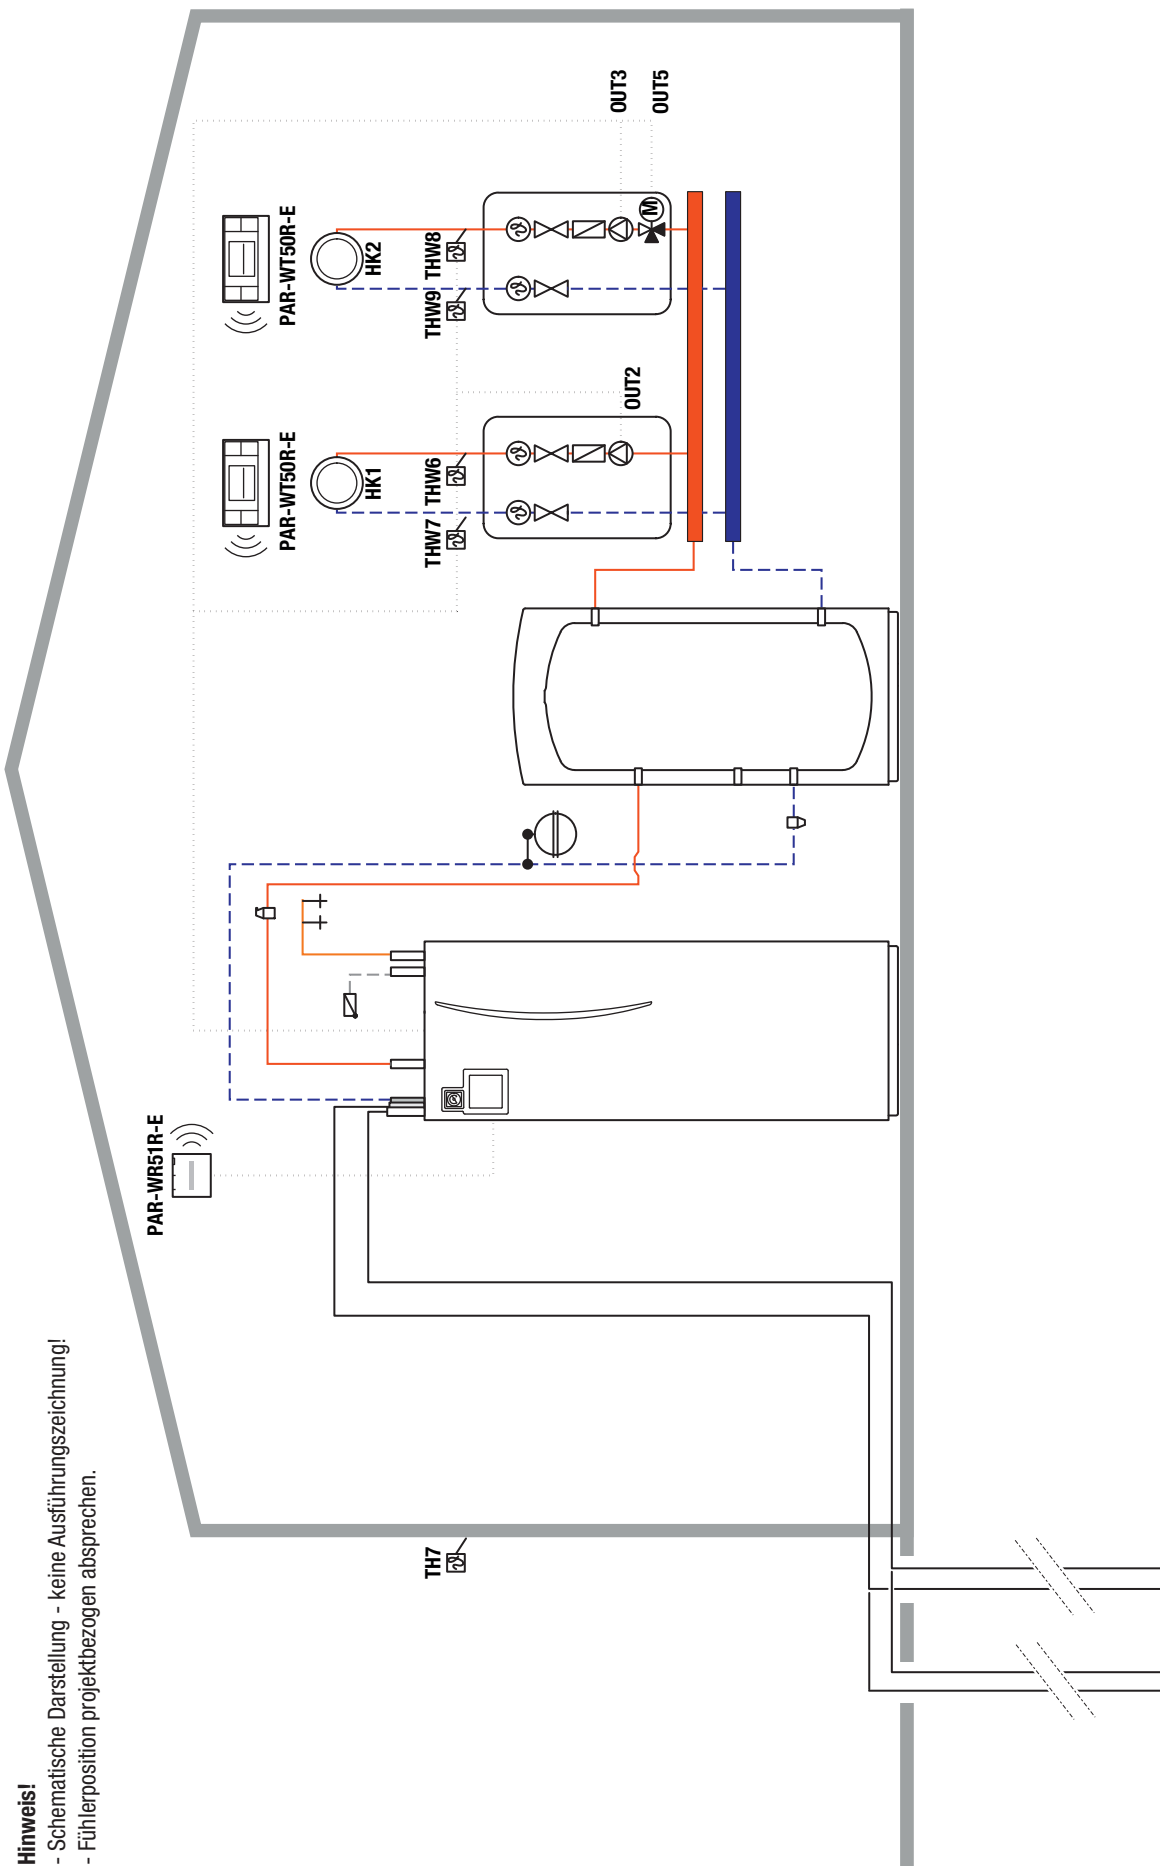 Hinweis!
- Schematische Darstellung - keine Ausführungszeichnung!
- Fühlerposition projektbezogen absprechen.
TH7
PAR-WR51R-E
PAR-WT50R-E
HK1
THW7
THW6
OUT2
PAR-WT50R-E
HK2
THW9
THW8
M
OUT3
OUT5